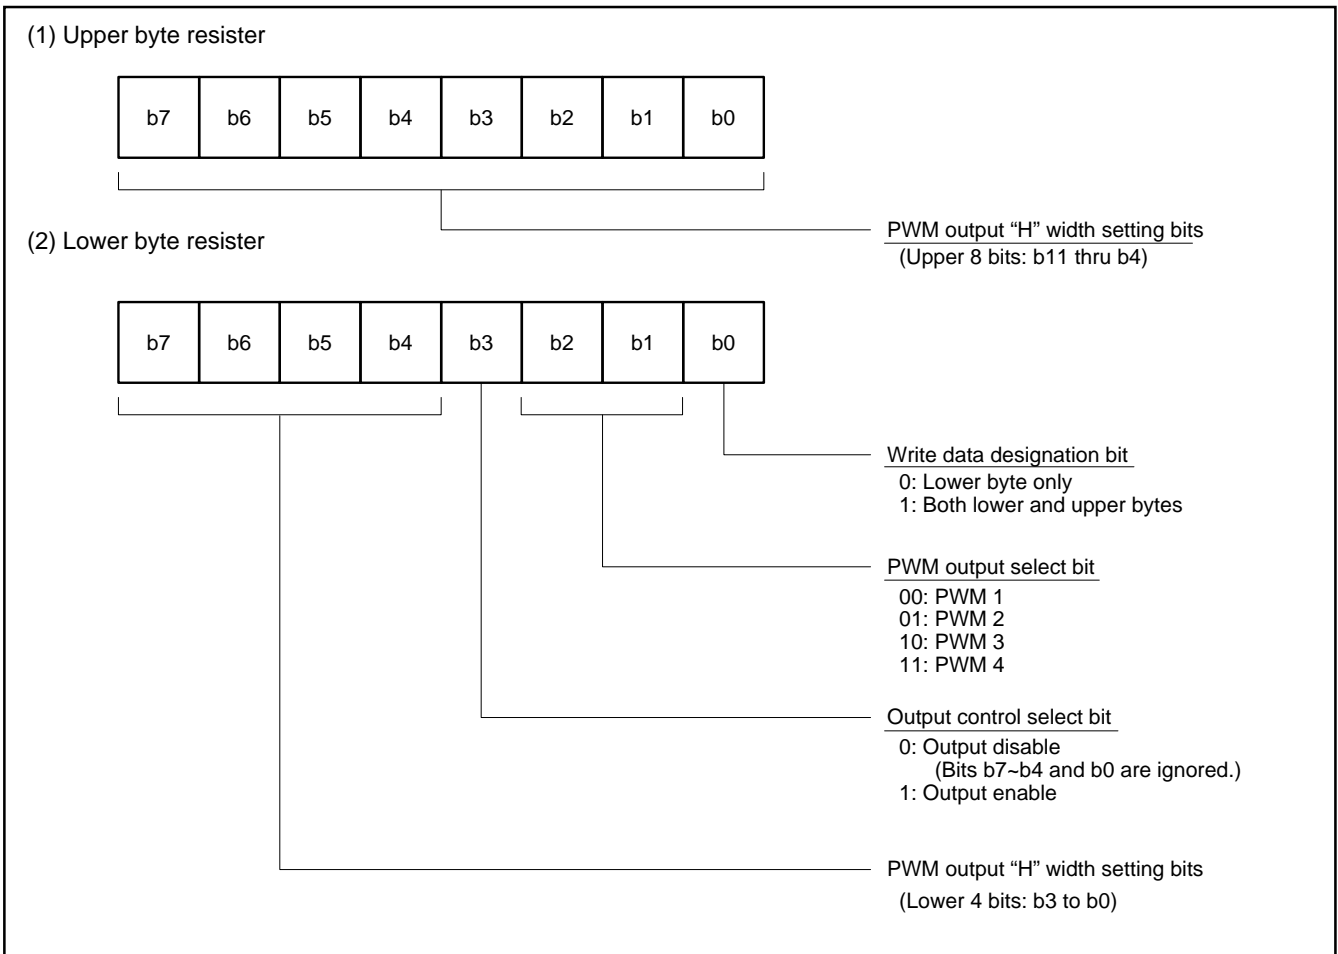 (1) Upper byte resister
b7 b6 b5 b4 b3 b2 b1 b0
PWM output “H” width setting bits
(Upper 8 bits: b11 thru b4)
(2) Lower byte resister
b7 b6 b5 b4 b3 b2 b1 b0
Write data designation bit
0: Lower byte only
1: Both lower and upper bytes
PWM output select bit
00: PWM 1
01: PWM 2
10: PWM 3
11: PWM 4
Output control select bit
0: Output disable
(Bits b7~b4 and b0 are ignored.)
1: Output enable
PWM output “H” width setting bits
(Lower 4 bits: b3 to b0)